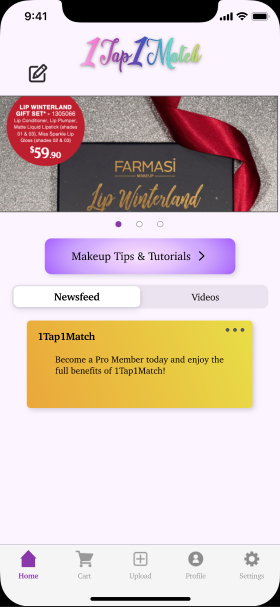 9:41
1Tap1Match
LIP WINTERLAND
GIFT SET* - 1305066
Lip Conditioner, Lip Plumper,
Matte Liquid Lipstick (shades
01 & 03), Miss Sparkle Lip
Gloss (shades 02 & 03)
$59.90
FARMASİ
MAKEUP
Lip Winterland
Makeup Tips & Tutorials
Newsfeed
Videos
1Tap1Match
Become a Pro Member today and enjoy the
full benefits of 1Tap1Match!
Home
Cart
Upload
Profile
Settings